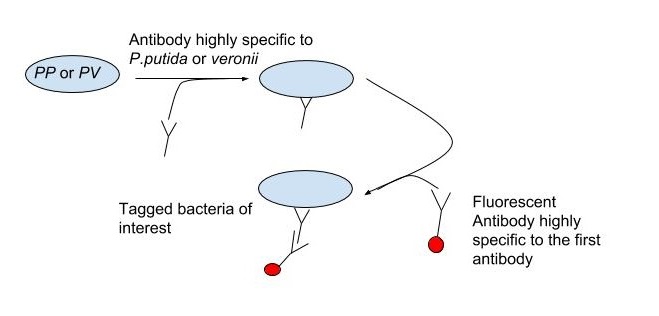 Antibody highly specific to
P.putida or veronii
PP or PV
Tagged bacteria of
interest
Fluorescent
Antibody highly
specific to the first
antibody